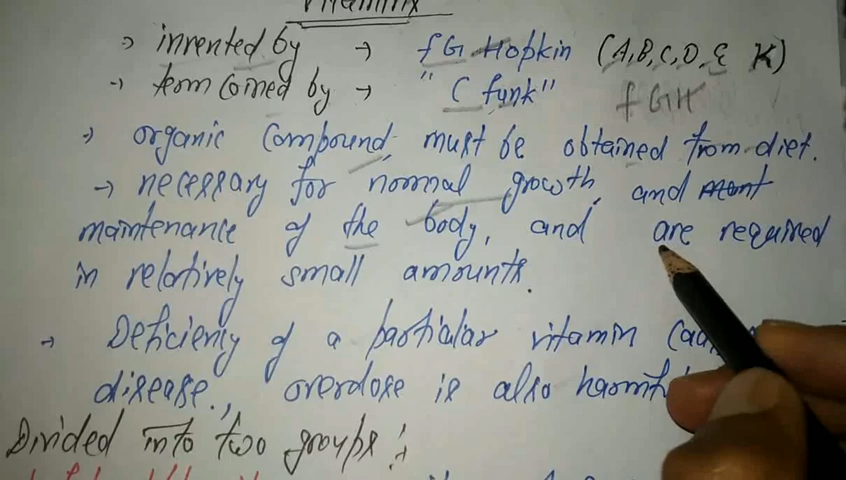 Vitamins
→ invented by → f G Hopkin (A,B,C,D, E K)
→ term coined by → "C funk" f GH
→ organic compound, must be obtained from diet.
→ necessary for normal growth, and
maintenance of the body, and are required
in relatively small amounts.
→ Deficiency of a particular vitamin
disease., overdose is also
Divided into two groups :